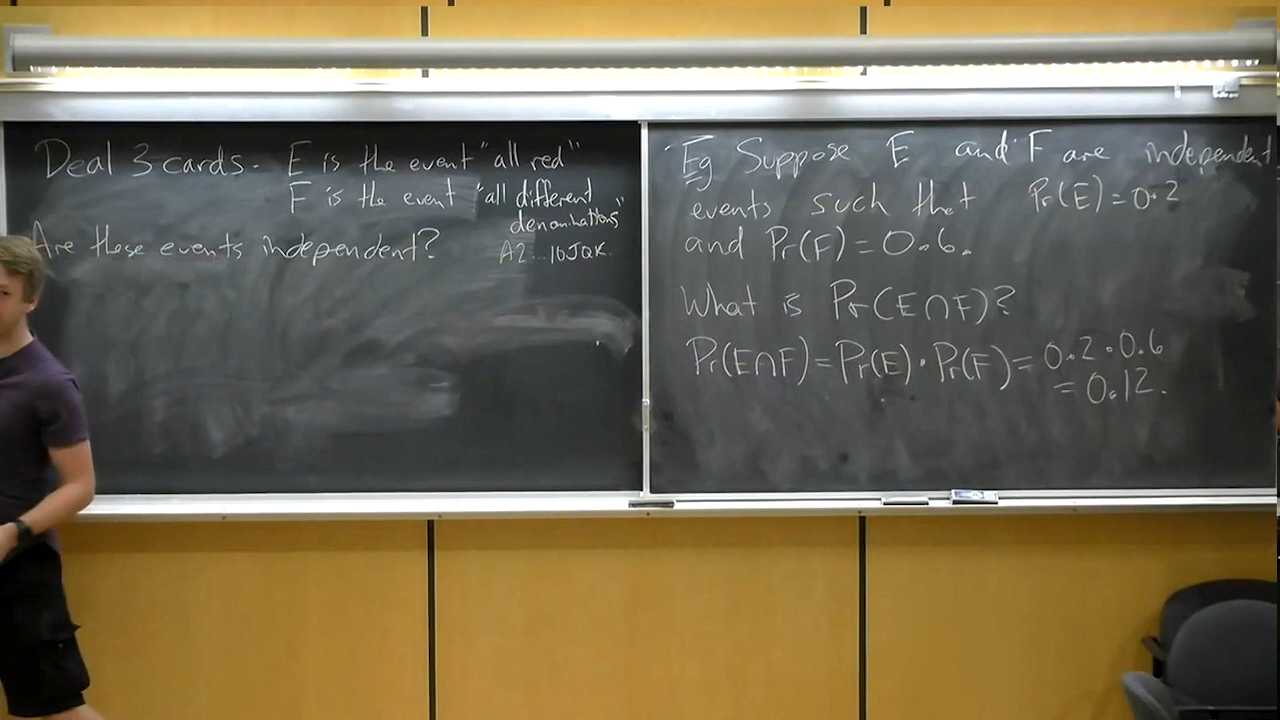 Deal 3 cards. E is the event "all red"
F is the event "all different
denominations"
Are these events independent? A2...10JQK.
Eg Suppose E and F are independent
events such that Pr(E)=0.2
and Pr(F)=0.6.
What is Pr(E∩F)?
Pr(E∩F)=Pr(E)·Pr(F)=0.2·0.6
=0.12.